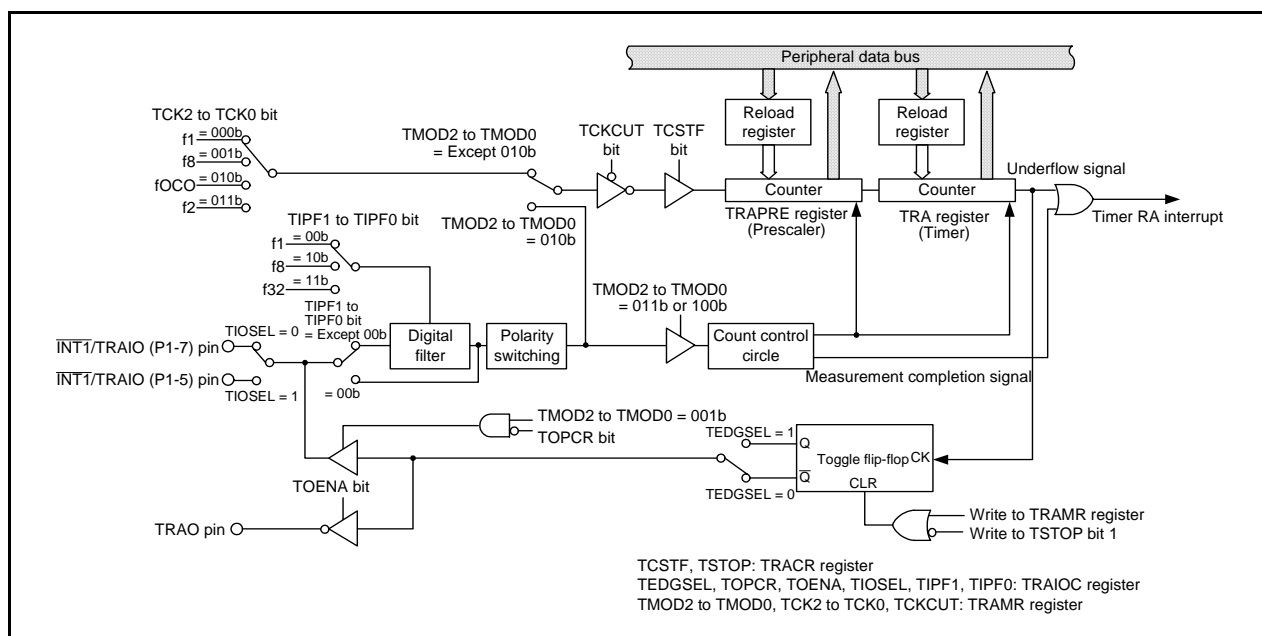 Peripheral data bus
TCK2 to TCK0 bit
f1 = 000b
f8 = 001b
fOCO = 010b
f2 = 011b
TMOD2 to TMOD0
= Except 010b
TCKCUT
bit
TCSTF
bit
Reload
register
Reload
register
Counter
Counter
Underflow signal
TRAPRE register
(Prescaler)
TRA register
(Timer)
Timer RA interrupt
TMOD2 to TMOD0
= 010b
TIPF1 to TIPF0 bit
f1 = 00b
f8 = 10b
f32 = 11b
TIPF1 to
TIPF0 bit
= Except 00b
= 00b
TMOD2 to TMOD0
= 011b or 100b
TIOSEL = 0
INT1/TRAIO (P1-7) pin
INT1/TRAIO (P1-5) pin
TIOSEL = 1
Digital
filter
Polarity
switching
Count control
circle
Measurement completion signal
TMOD2 to TMOD0 = 001b
TOPCR bit
TEDGSEL = 1
TEDGSEL = 0
Q
Toggle flip-flop
CK
Q
CLR
TOENA bit
TRAO pin
Write to TRAMR register
Write to TSTOP bit 1
TCSTF, TSTOP: TRACR register
TEDGSEL, TOPCR, TOENA, TIOSEL, TIPF1, TIPF0: TRAIOC register
TMOD2 to TMOD0, TCK2 to TCK0, TCKCUT: TRAMR register